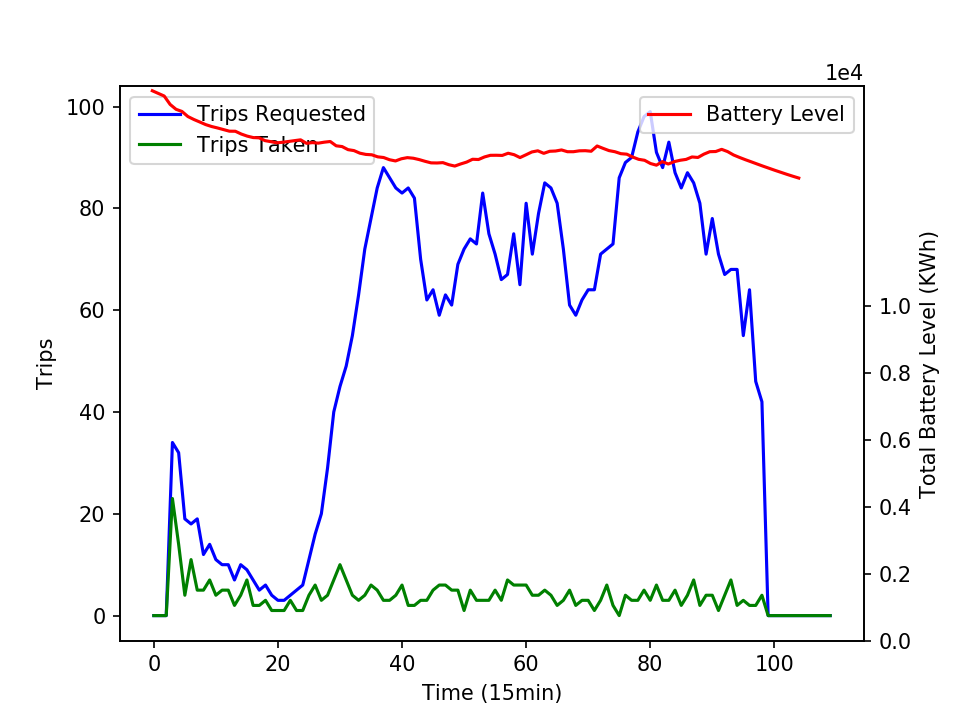 1e4
Trips Requested
Trips Taken
Battery Level
100
80
60
40
20
0
Trips
1.0
0.8
0.6
0.4
0.2
0.0
Total Battery Level (KWh)
0 20 40 60 80 100
Time (15min)